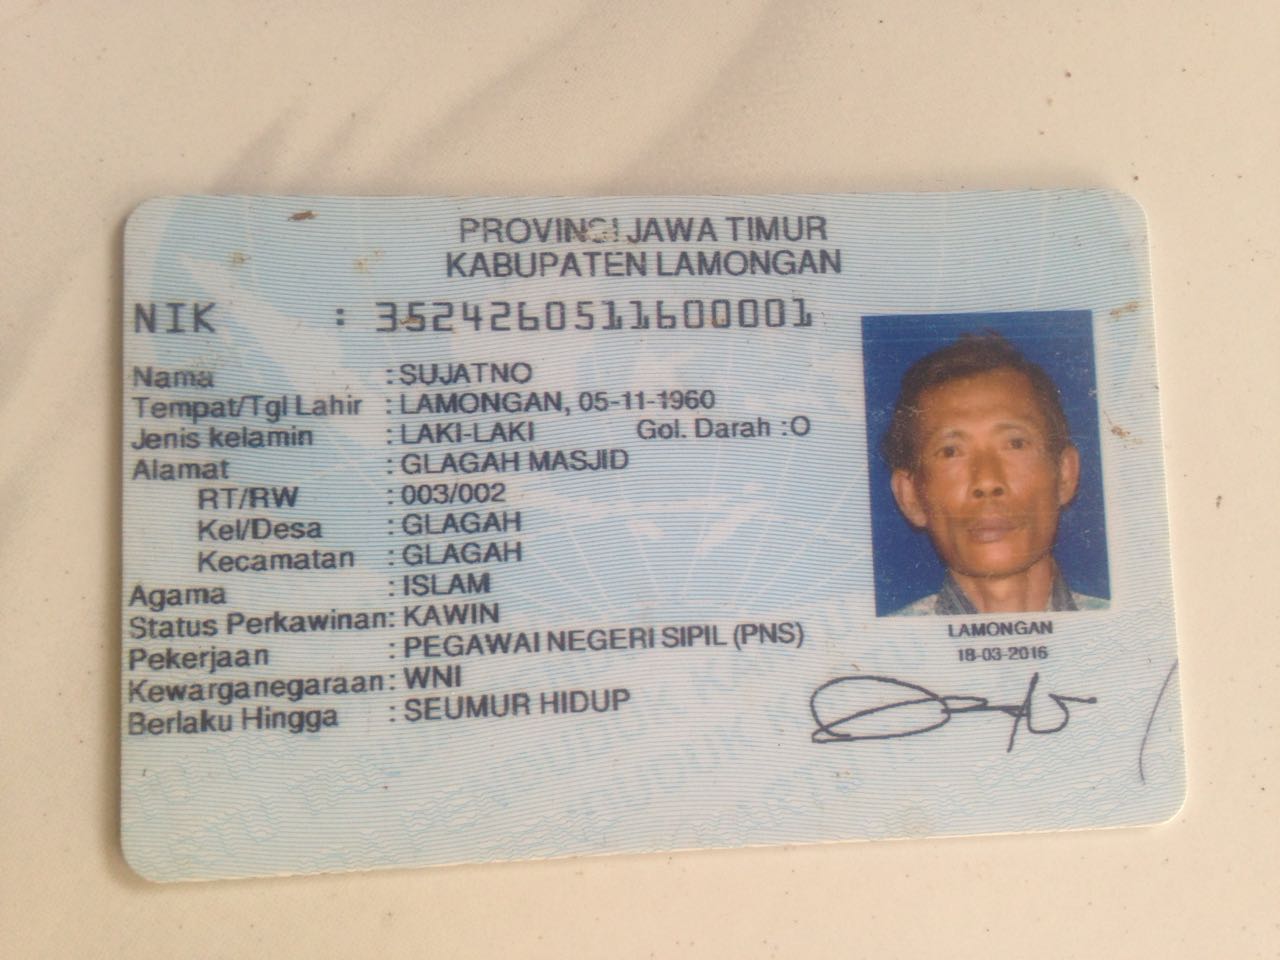 PROVINSI JAWA TIMUR
KABUPATEN LAMONGAN
NIK : 3524260511600001
Nama : SUJATNO
Tempat/Tgl Lahir : LAMONGAN, 05-11-1960
Jenis kelamin : LAKI-LAKI Gol. Darah :O
Alamat : GLAGAH MASJID
RT/RW : 003/002
Kel/Desa : GLAGAH
Kecamatan : GLAGAH
Agama : ISLAM
Status Perkawinan: KAWIN
Pekerjaan : PEGAWAI NEGERI SIPIL (PNS)
Kewarganegaraan: WNI
Berlaku Hingga : SEUMUR HIDUP
LAMONGAN
18-03-2016